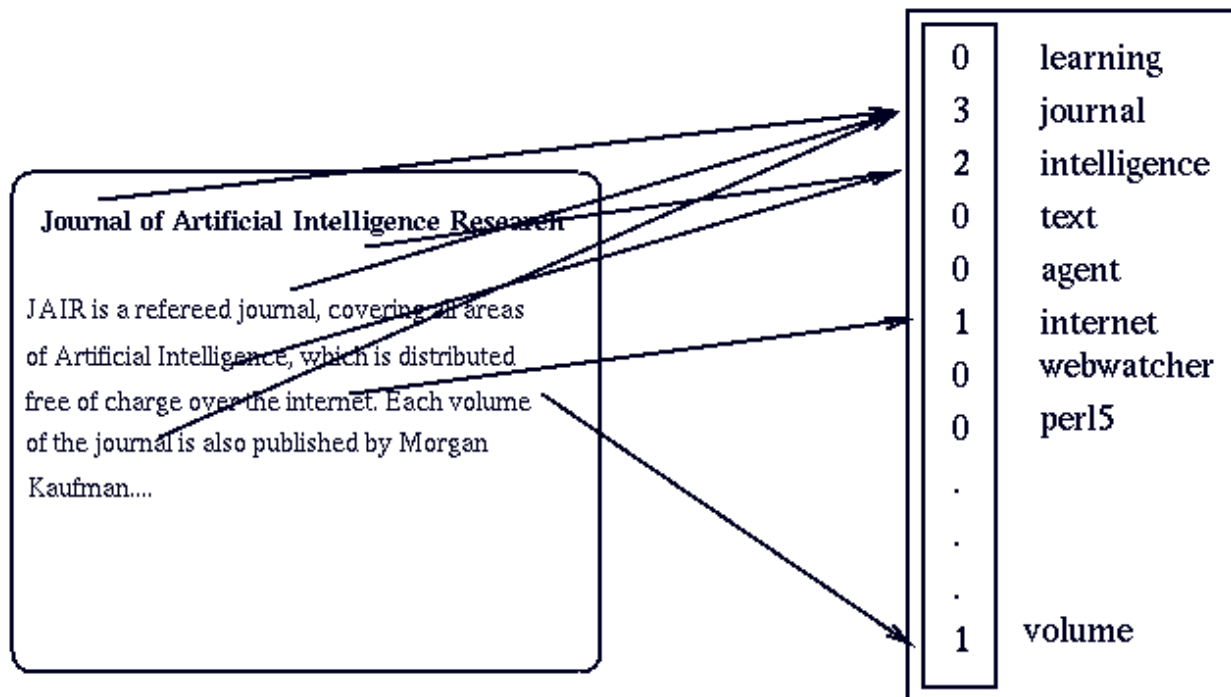 Journal of Artificial Intelligence Research
JAIR is a refereed journal, covering all areas
of Artificial Intelligence, which is distributed
free of charge over the internet. Each volume
of the journal is also published by Morgan
Kaufman....
0 learning
3 journal
2 intelligence
0 text
0 agent
1 internet
0 webwatcher
0 perl5
.
.
.
1 volume